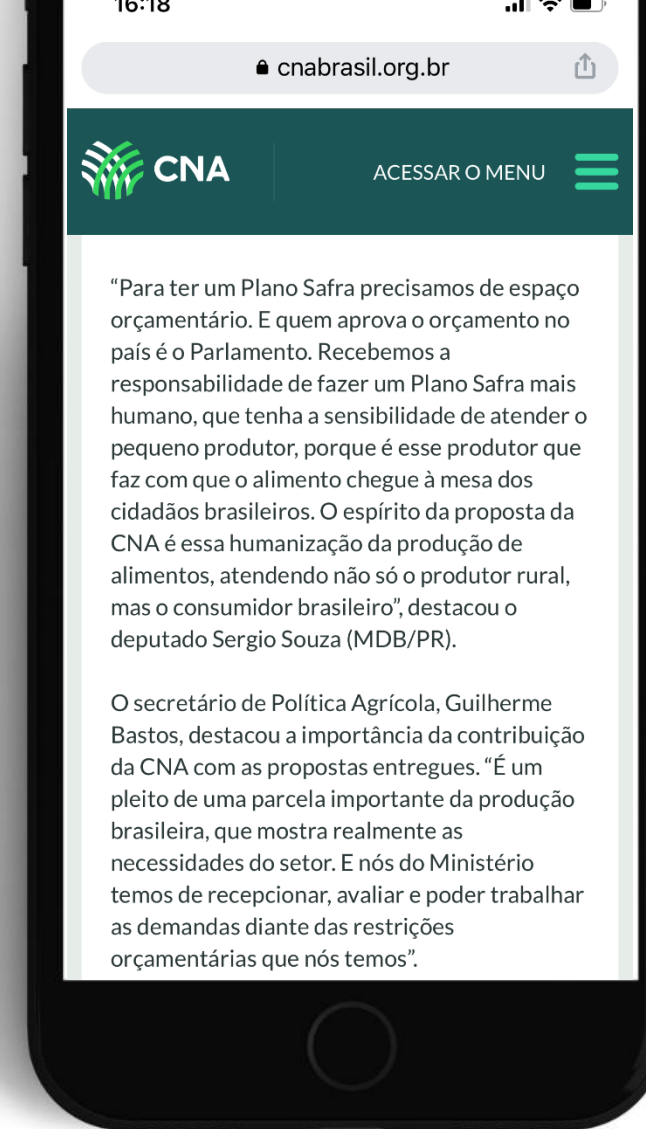 16:18
cnabrasil.org.br
CNA
ACESSAR O MENU
“Para ter um Plano Safra precisamos de espaço
orçamentário. E quem aprova o orçamento no
país é o Parlamento. Recebemos a
responsabilidade de fazer um Plano Safra mais
humano, que tenha a sensibilidade de atender o
pequeno produtor, porque é esse produtor que
faz com que o alimento chegue à mesa dos
cidadãos brasileiros. O espírito da proposta da
CNA é essa humanização da produção de
alimentos, atendendo não só o produtor rural,
mas o consumidor brasileiro”, destacou o
deputado Sergio Souza (MDB/PR).
O secretário de Política Agrícola, Guilherme
Bastos, destacou a importância da contribuição
da CNA com as propostas entregues. “É um
pleito de uma parcela importante da produção
brasileira, que mostra realmente as
necessidades do setor. E nós do Ministério
temos de recepcionar, avaliar e poder trabalhar
as demandas diante das restrições
orçamentárias que nós temos”.